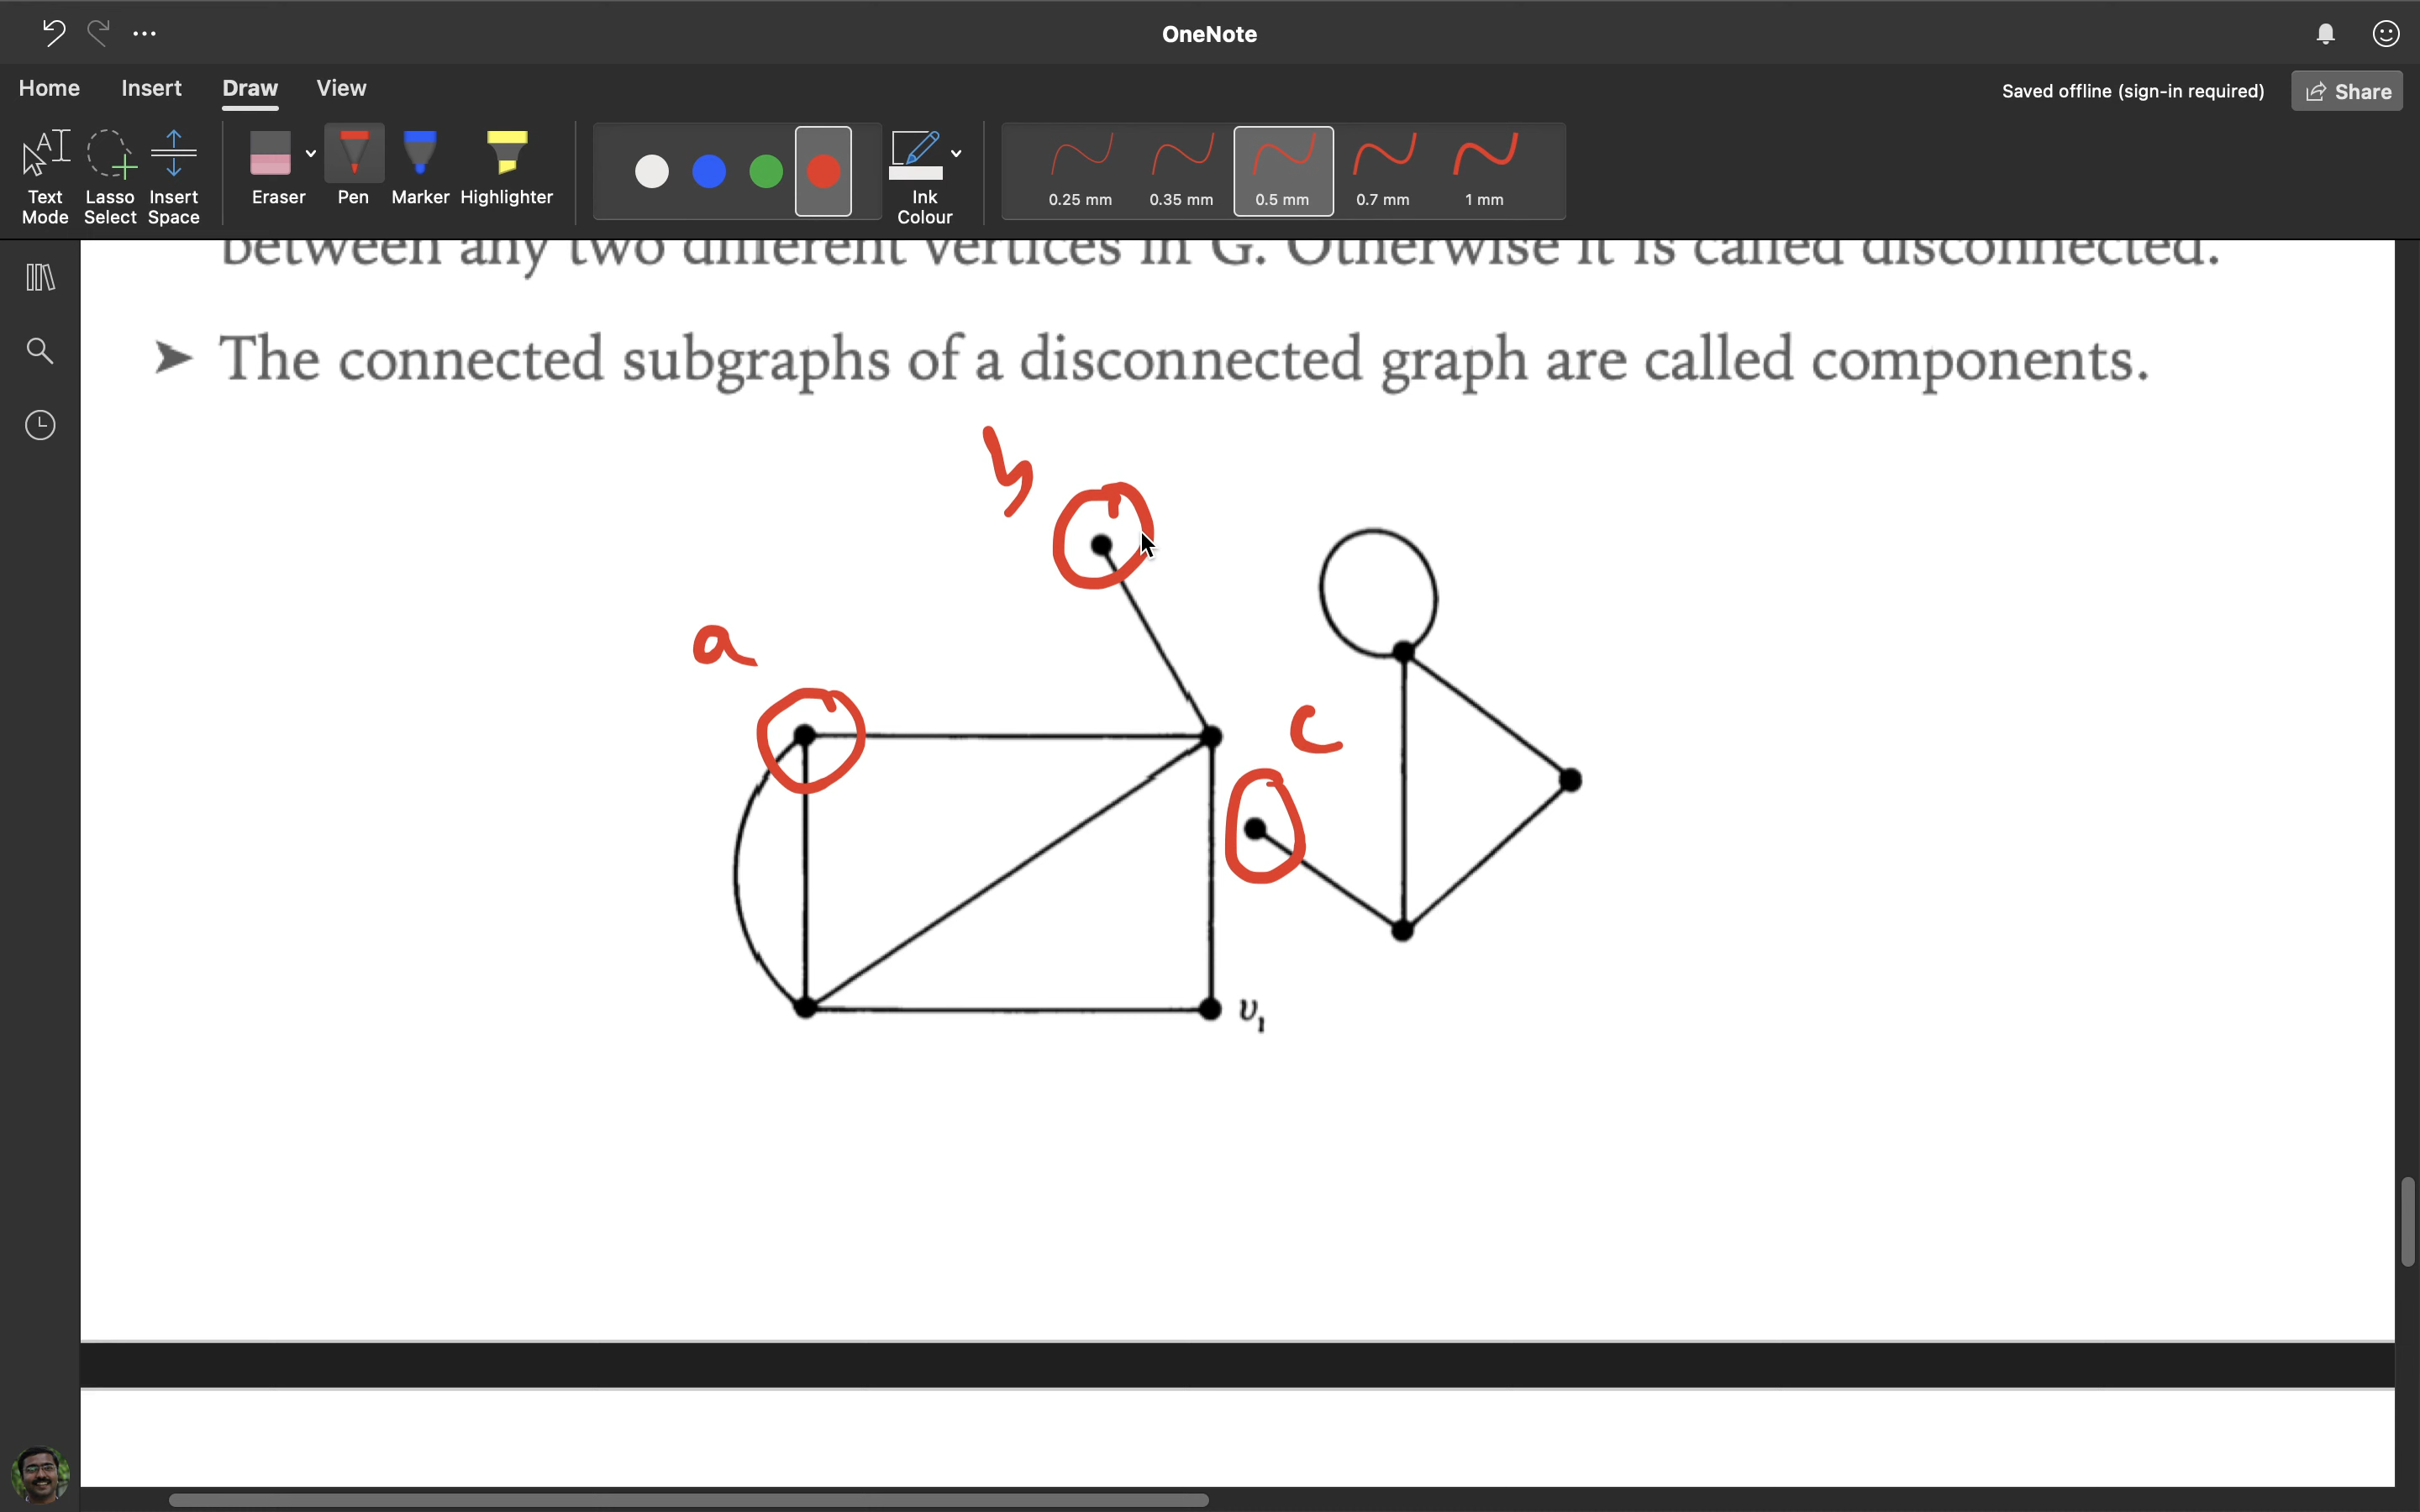 OneNote
Home Insert Draw View
Saved offline (sign-in required) Share
Text Mode
Lasso Select
Insert Space
Eraser
Pen
Marker
Highlighter
Ink Colour
0.25 mm 0.35 mm 0.5 mm 0.7 mm 1 mm
between any two different vertices in G. Otherwise it is called disconnected.
➤ The connected subgraphs of a disconnected graph are called components.
b
a
c
v₁